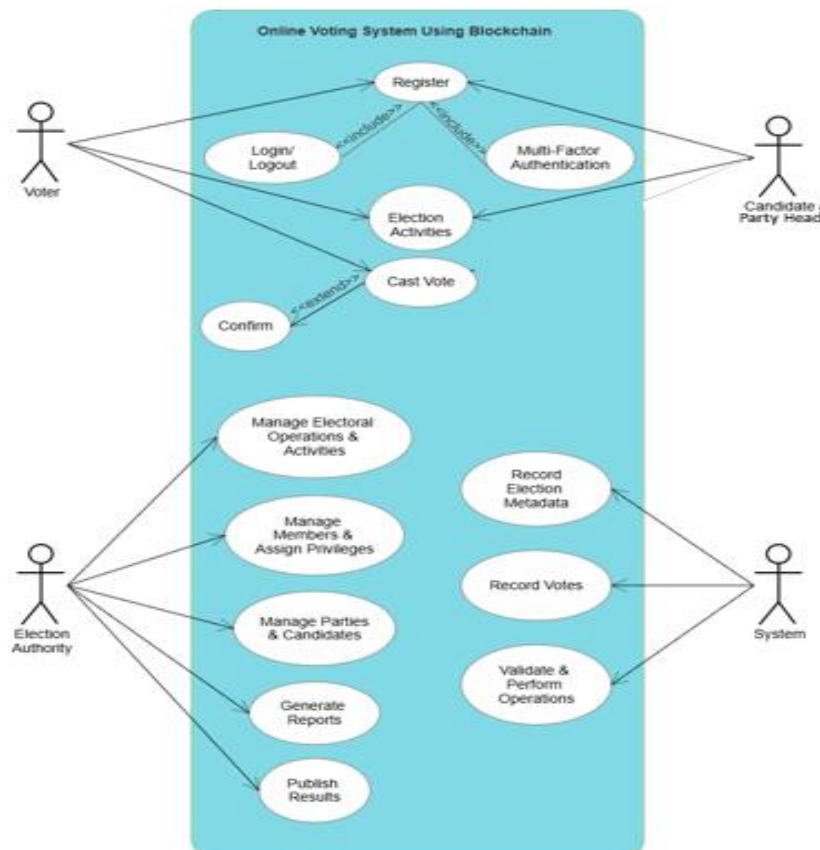 Online Voting System Using Blockchain
Register
<<include>>
<<include>>
Login/
Logout
Multi-Factor
Authentication
Voter
Candidate
Party Head
Election
Activities
Cast Vote
<<extend>>
Confirm
Manage Electoral
Operations &
Activities
Record
Election
Metadata
Manage
Members &
Assign Privileges
Record Votes
Election
Authority
System
Manage Parties
& Candidates
Validate &
Perform
Operations
Generate
Reports
Publish
Results